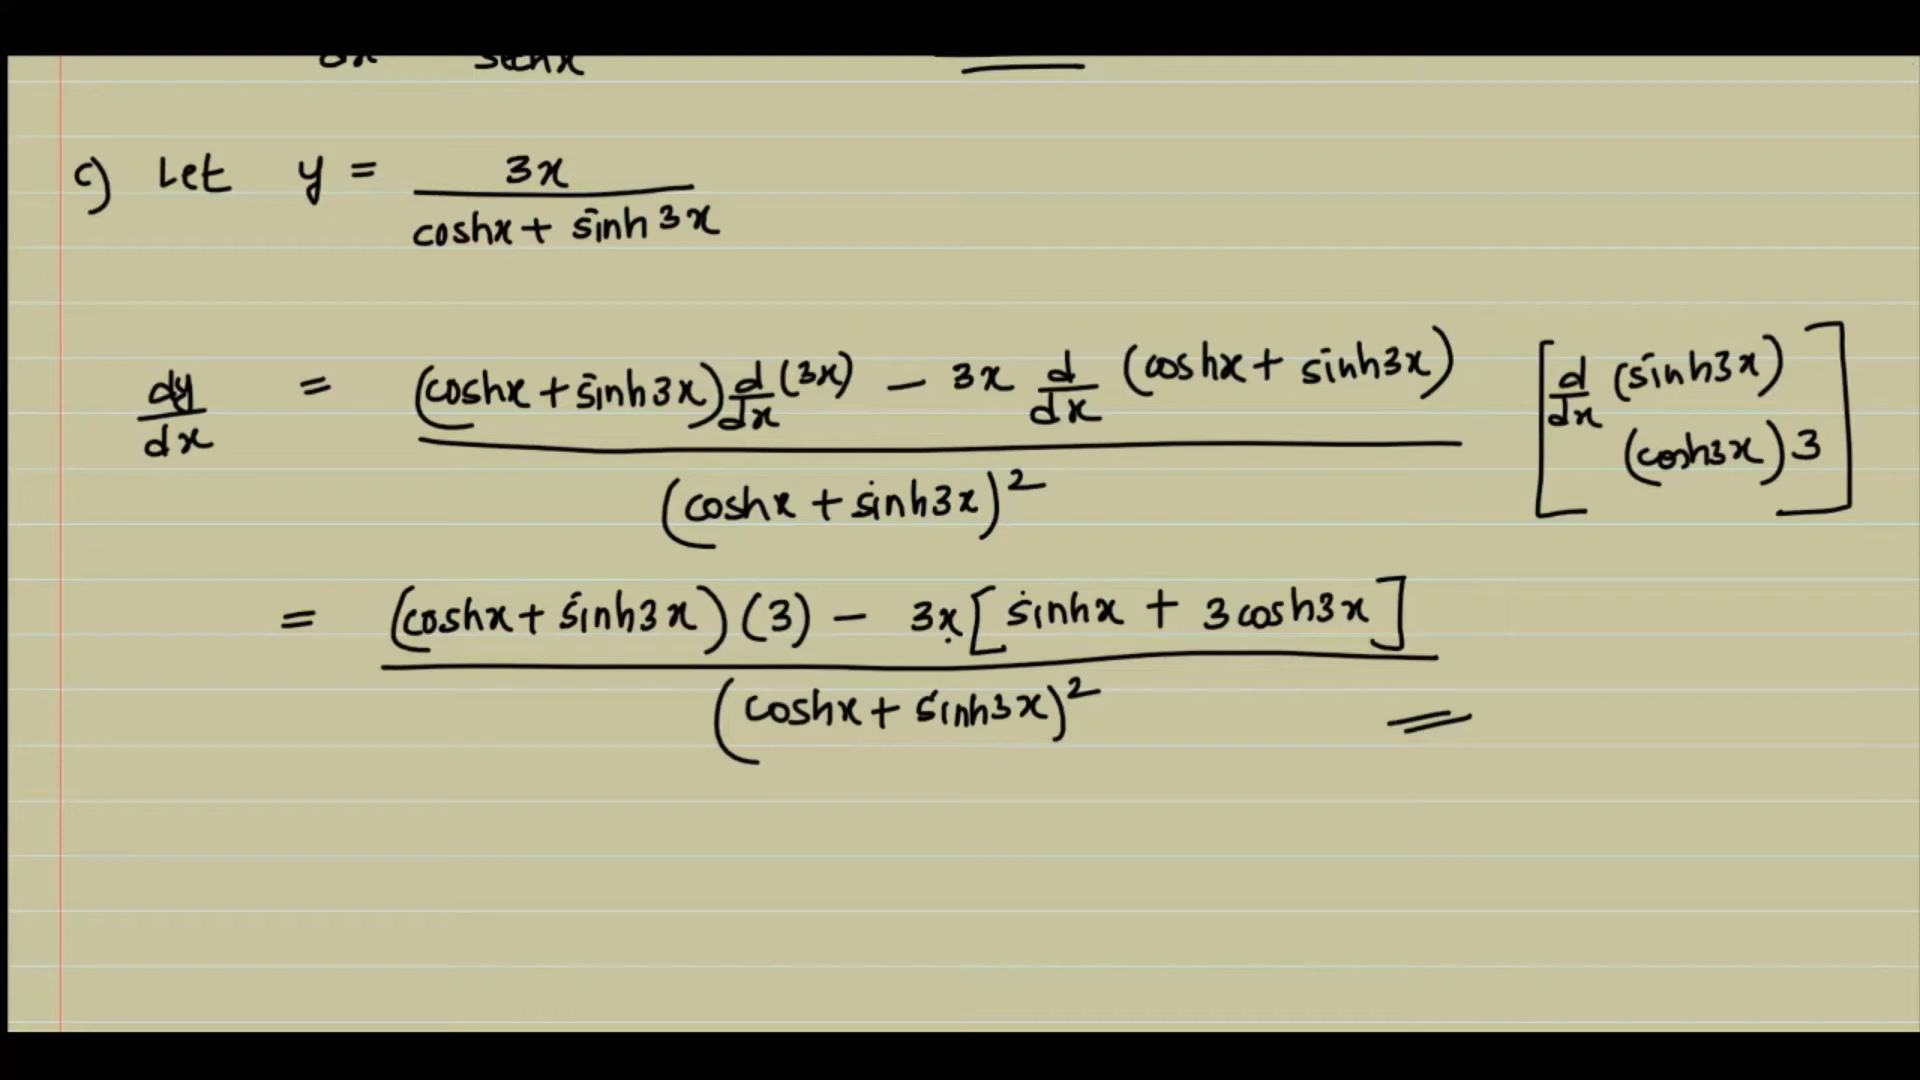 c) Let y = 3x / (coshx + sinh3x)
dy/dx = ((coshx + sinh3x) d/dx (3x) − 3x d/dx (coshx + sinh3x)) / (coshx + sinh3x)² [d/dx (sinh3x)
(cosh3x)3]
= ((coshx + sinh3x)(3) − 3x[sinhx + 3cosh3x]) / (coshx + sinh3x)²